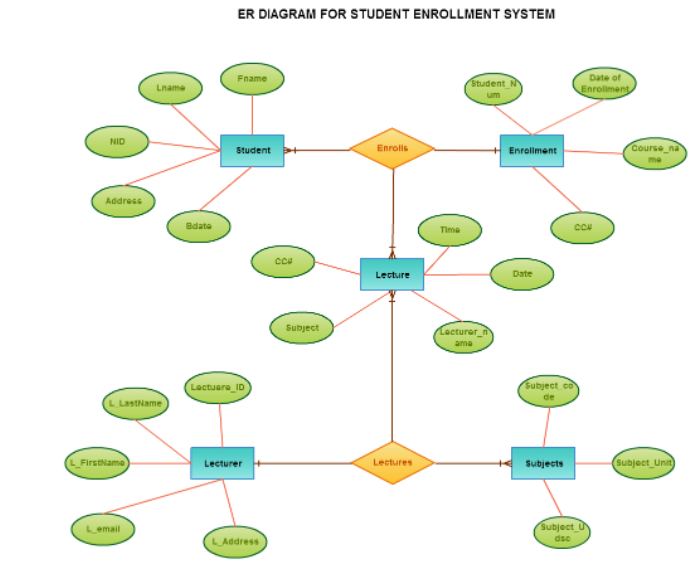 ER DIAGRAM FOR STUDENT ENROLLMENT SYSTEM
Fname
Lname
Student_N
um
Date of
Enrollment
NID
Student
Enrolls
Enrollment
Course_na
me
Address
Bdate
CC#
Time
CC#
Lecture
Date
Subject
Lecturer_n
ame
Lectuere_ID
L_LastName
Subject_co
de
L_FirstName
Lecturer
Lectures
Subjects
Subject_Unit
L_email
L_Address
Subject_U
dsc